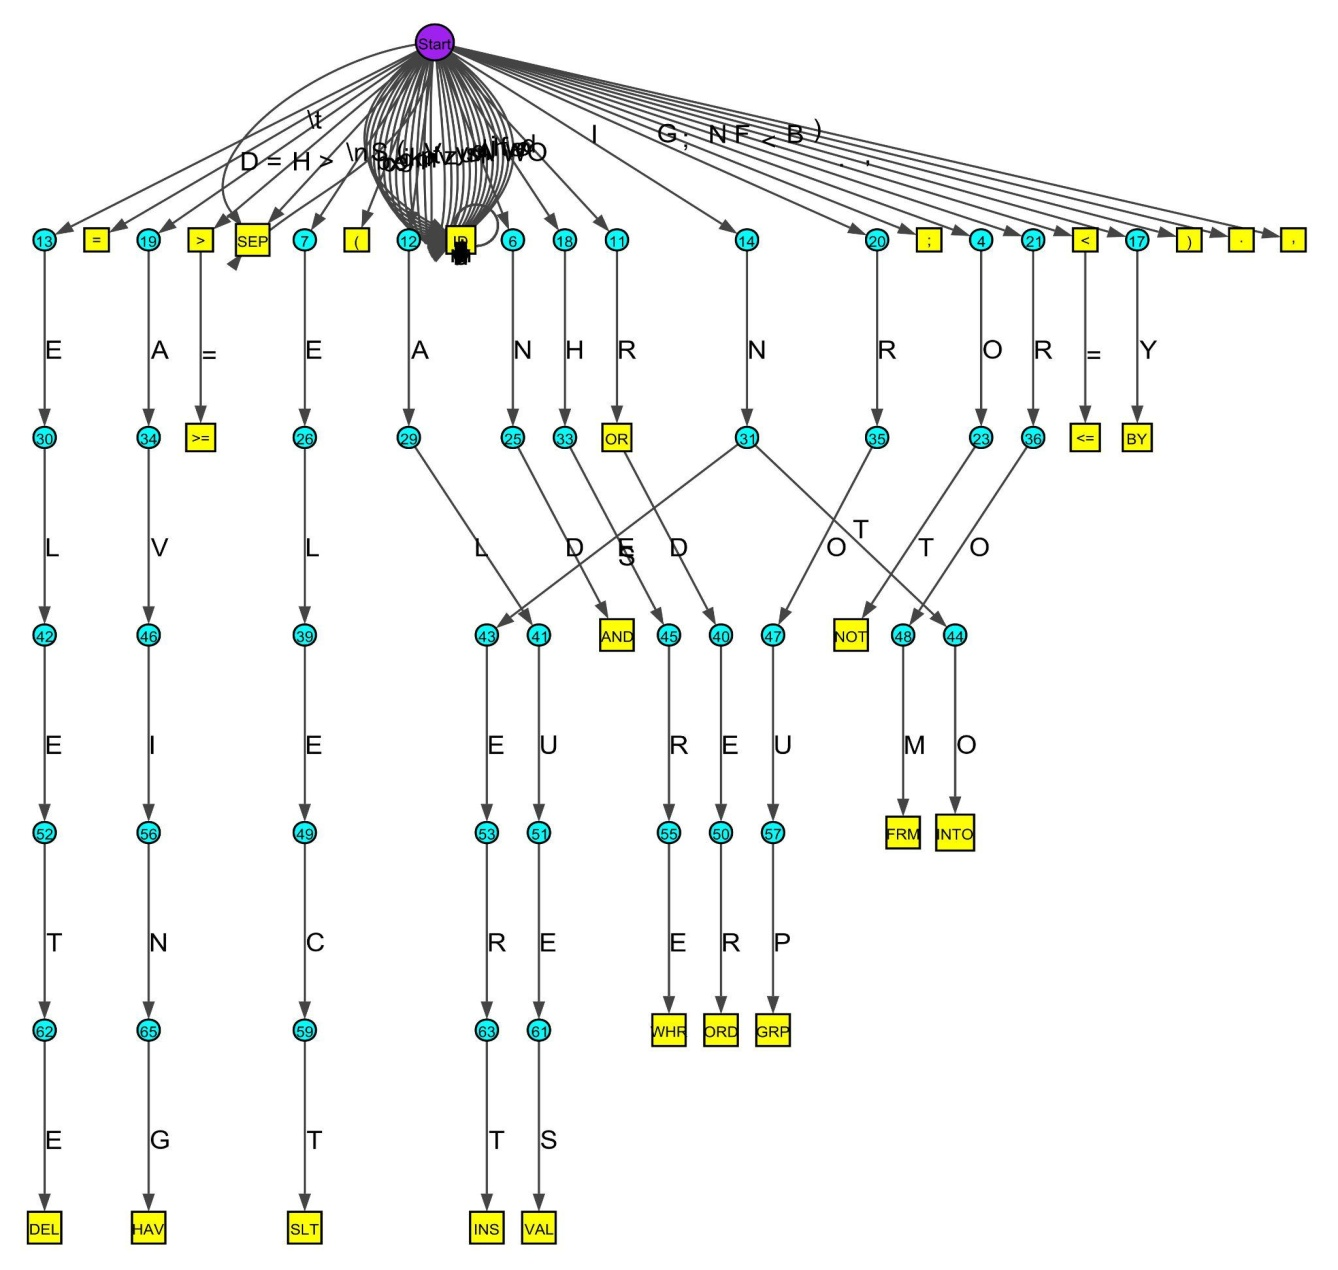 Start
\t
I G ; N F < B )
D = H > \n S (
. ,
13 = 19 > SEP 7 ( 12 ID 6 18 11 14 20 ; 4 21 < 17 ) . ,
E A = E A N H R N R O R = Y
30 34 >= 26 29 25 33 OR 31 35 23 36 <= BY
T
L V L L D E D O T O
S
42 46 39 43 41 AND 45 40 47 NOT 48 44
E I E E U R E U M O
52 56 49 53 51 55 50 57 FRM INTO
T N C R E E R P
62 65 59 63 61 WHR ORD GRP
E G T T S
DEL HAV SLT INS VAL